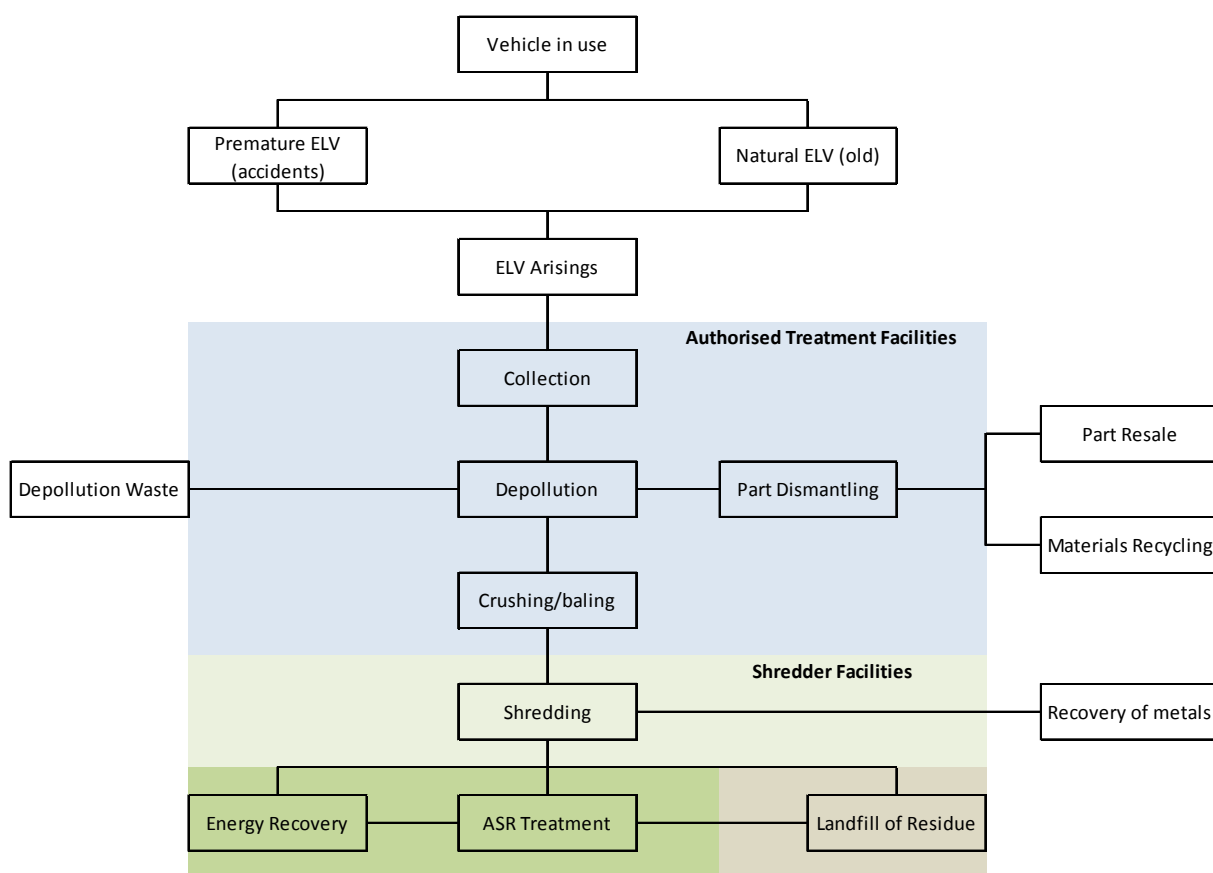 Vehicle in use
Premature ELV
(accidents)
Natural ELV (old)
ELV Arisings
Authorised Treatment Facilities
Collection
Part Resale
Depollution Waste
Depollution
Part Dismantling
Materials Recycling
Crushing/baling
Shredder Facilities
Shredding
Recovery of metals
Energy Recovery
ASR Treatment
Landfill of Residue